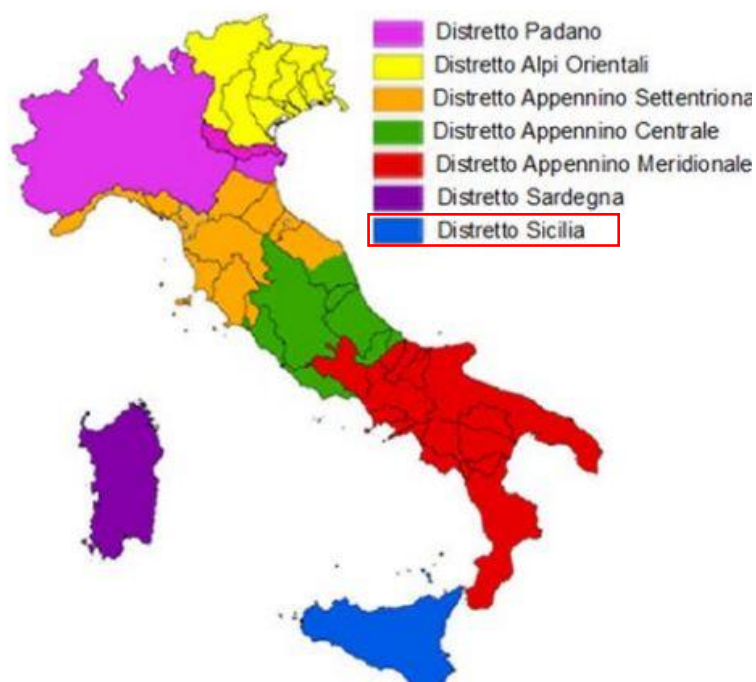 Distretto Padano
Distretto Alpi Orientali
Distretto Appennino Settentriona
Distretto Appennino Centrale
Distretto Appennino Meridionale
Distretto Sardegna
Distretto Sicilia